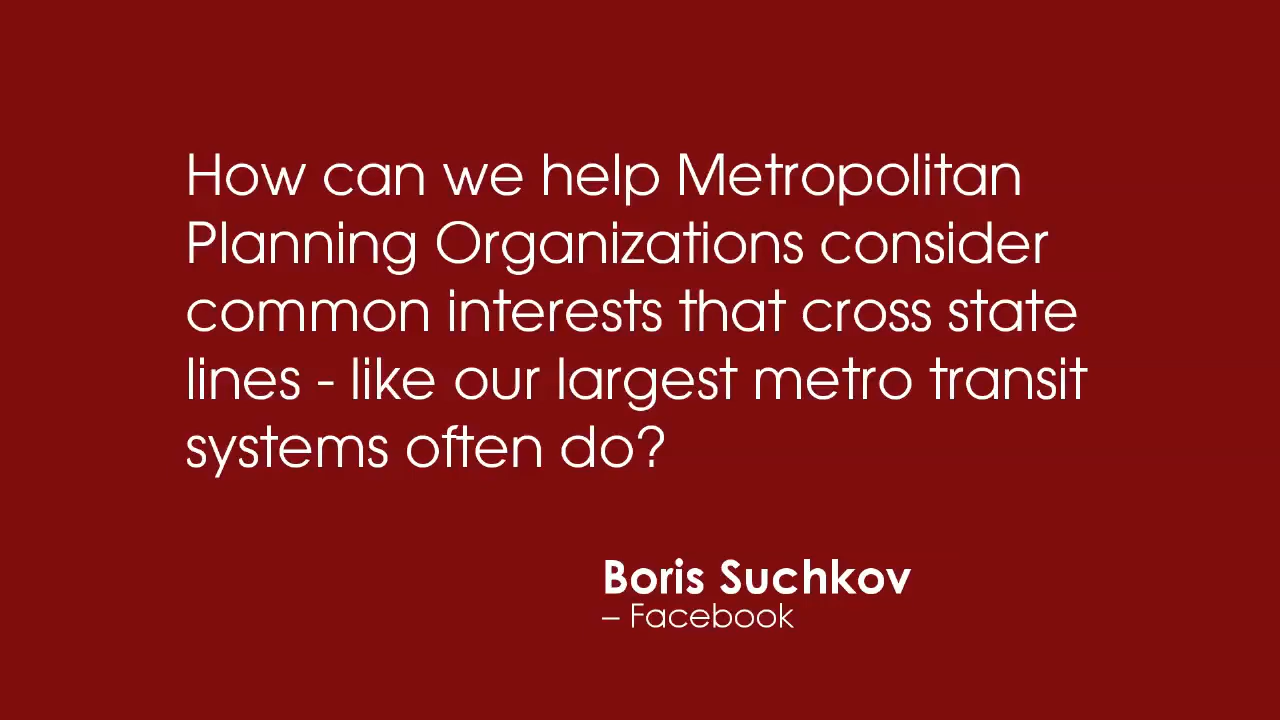 How can we help Metropolitan
Planning Organizations consider
common interests that cross state
lines - like our largest metro transit
systems often do?
Boris Suchkov
– Facebook